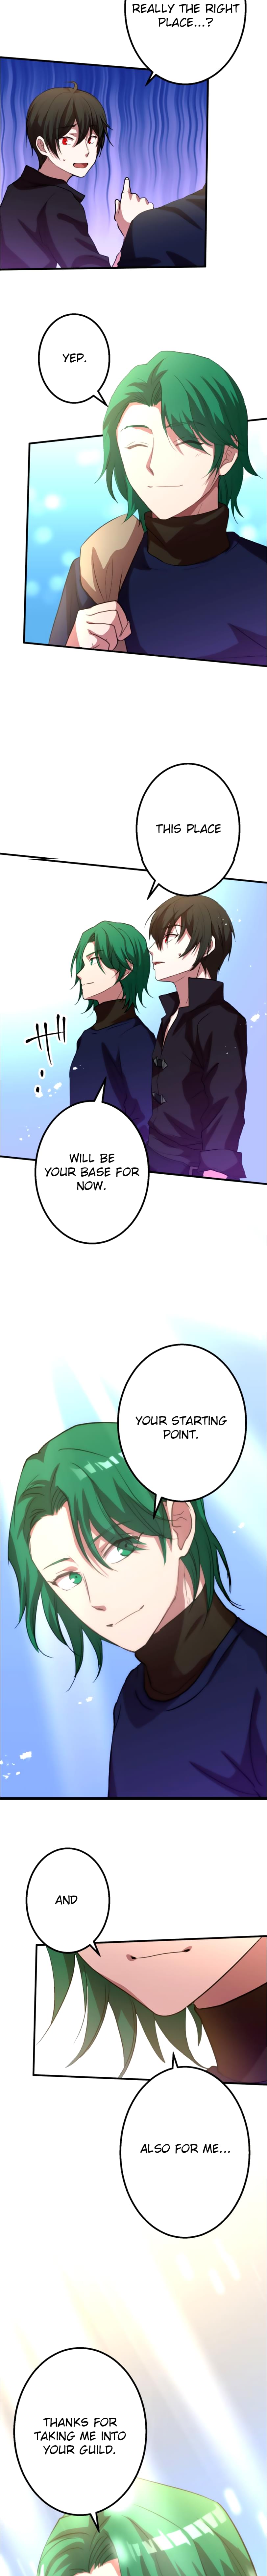 REALLY THE RIGHT
PLACE...?
YEP.
THIS PLACE
WILL BE
YOUR BASE FOR
NOW.
YOUR STARTING
POINT.
AND
ALSO FOR ME...
THANKS FOR
TAKING ME INTO
YOUR GUILD.